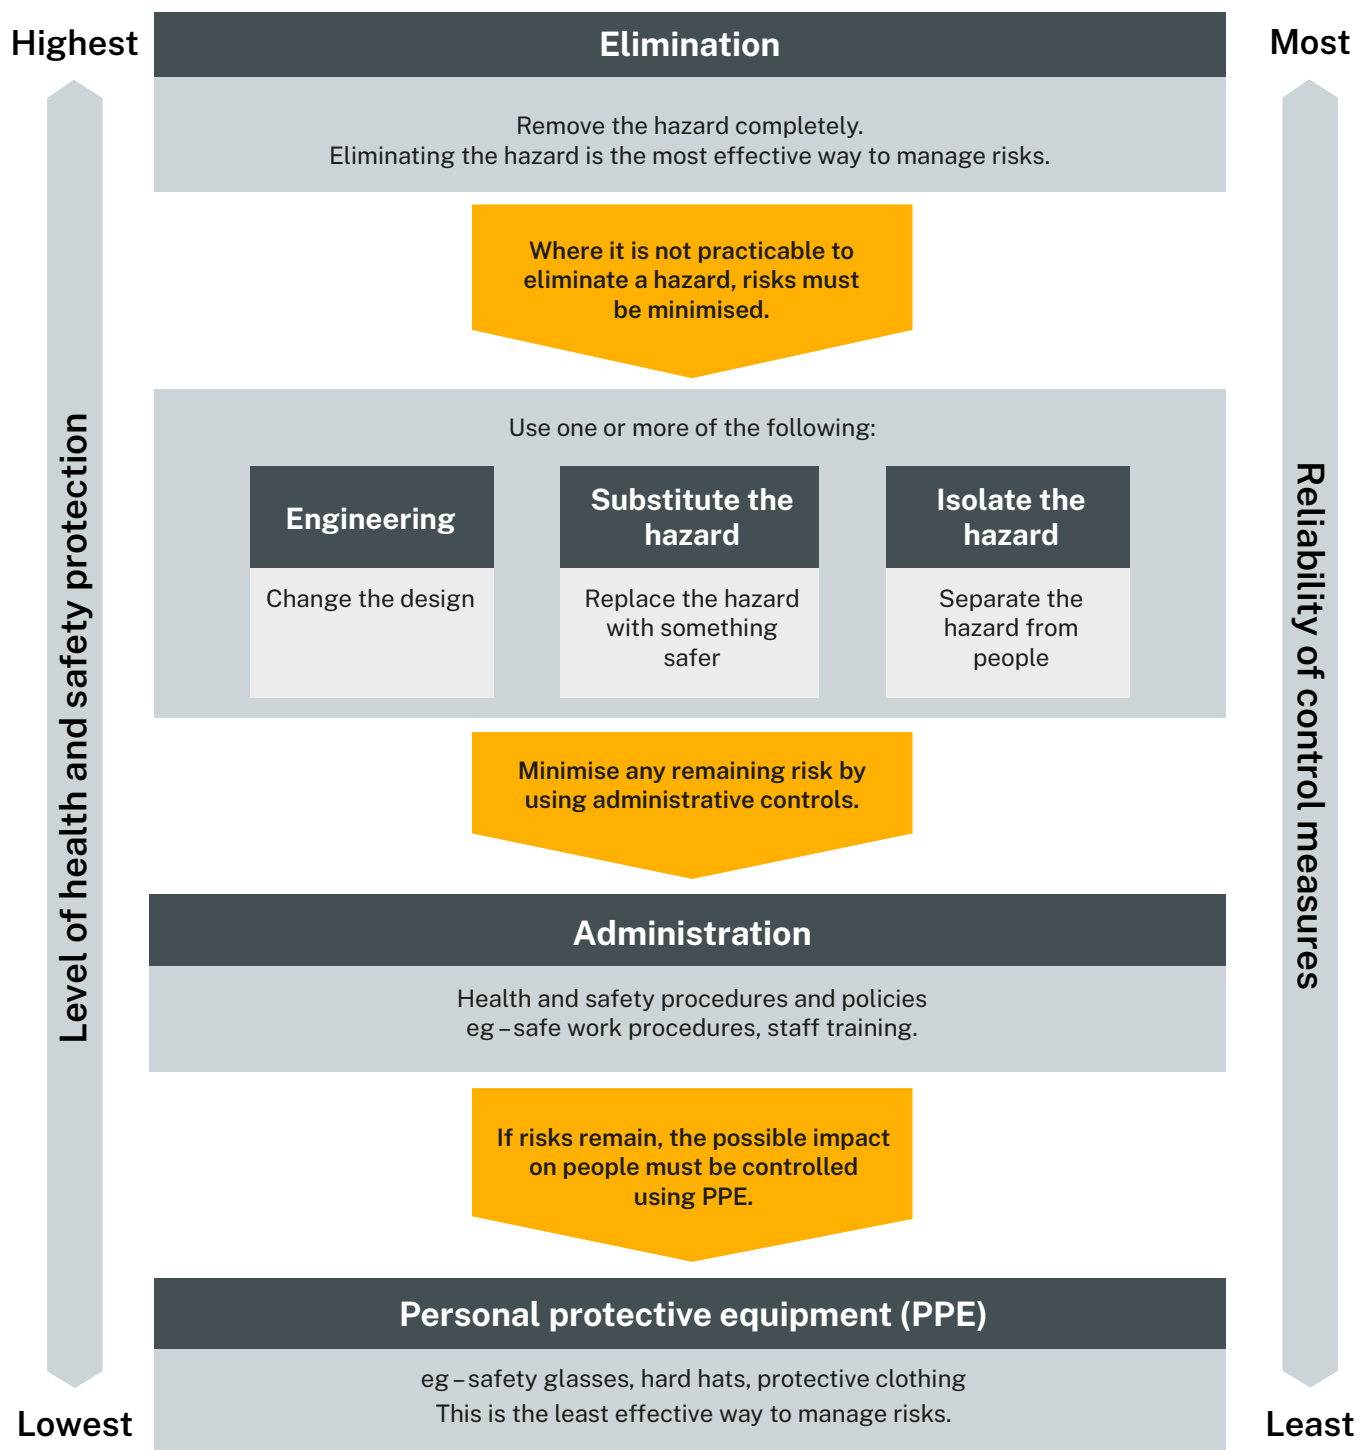 Highest
Most
Elimination
Remove the hazard completely.
Eliminating the hazard is the most effective way to manage risks.
Where it is not practicable to
eliminate a hazard, risks must
be minimised.
Level of health and safety protection
Reliability of control measures
Use one or more of the following:
Engineering
Change the design
Substitute the
hazard
Replace the hazard
with something
safer
Isolate the
hazard
Separate the
hazard from
people
Minimise any remaining risk by
using administrative controls.
Administration
Health and safety procedures and policies
eg – safe work procedures, staff training.
If risks remain, the possible impact
on people must be controlled
using PPE.
Personal protective equipment (PPE)
eg – safety glasses, hard hats, protective clothing
This is the least effective way to manage risks.
Lowest
Least